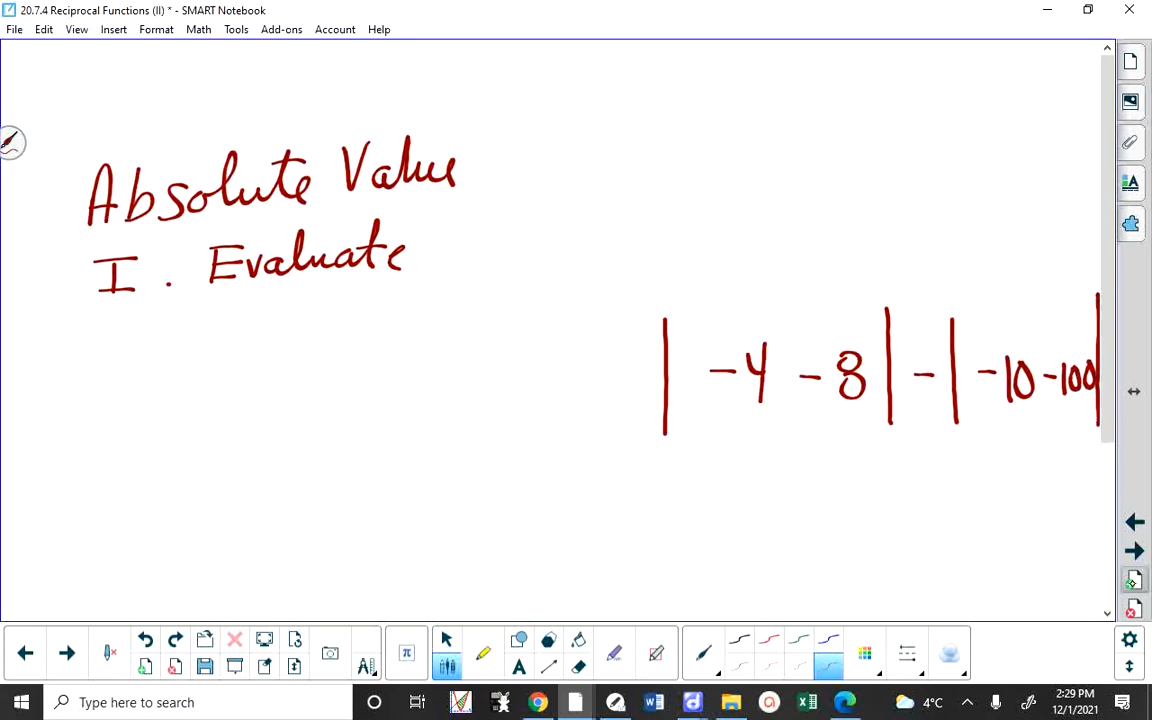 20.7.4 Reciprocal Functions (II) * - SMART Notebook
File Edit View Insert Format Math Tools Add-ons Account Help
Absolute Value
I. Evaluate
| -4 - 8 | - | -10 -100 |
Type here to search
4°C
2:29 PM
12/1/2021